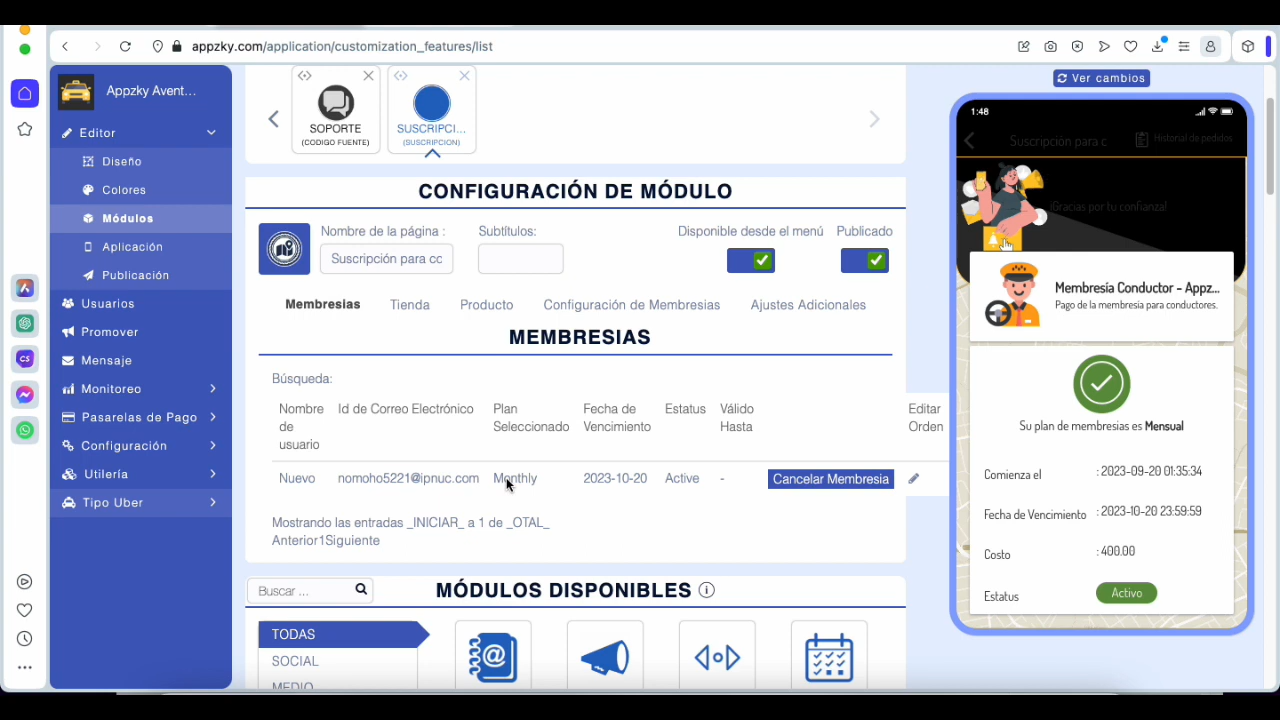 appzky.com/application/customization_features/list
Appzky Avent...
Editor
Diseño
Colores
Módulos
Aplicación
Publicación
Usuarios
Promover
Mensaje
Monitoreo
Pasarelas de Pago
Configuración
Utilería
Tipo Uber
SOPORTE
(CODIGO FUENTE)
SUSCRIPCI...
(SUSCRIPCION)
CONFIGURACIÓN DE MÓDULO
Nombre de la página :
Subtítulos:
Disponible desde el menú
Publicado
Suscripción para cc
Membresias
Tienda
Producto
Configuración de Membresias
Ajustes Adicionales
MEMBRESIAS
Búsqueda:
Nombre de usuario
Id de Correo Electrónico
Plan Seleccionado
Fecha de Vencimiento
Estatus
Válido Hasta
Editar Orden
Nuevo
nomoho5221@ipnuc.com
Monthly
2023-10-20
Active
-
Cancelar Membresia
Mostrando las entradas _INICIAR_ a 1 de _OTAL_
Anterior1Siguiente
Buscar ...
MÓDULOS DISPONIBLES
TODAS
SOCIAL
MEDIO
Ver cambios
1:48
Suscripción para c
Historial de pedidos
¡Gracias por tu confianza!
Membresía Conductor - Appz...
Pago de la membresía para conductores.
Su plan de membresias es Mensual
Comienza el
: 2023-09-20 01:35:34
Fecha de Vencimiento
: 2023-10-20 23:59:59
Costo
: 400.00
Estatus
Activo